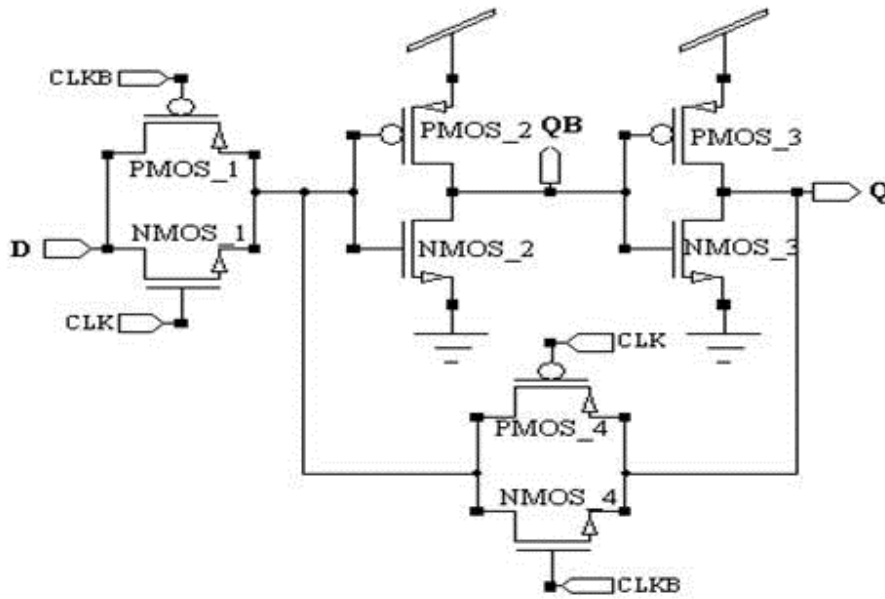 CLKB
PMOS_1
NMOS_1
D
CLK
PMOS_2
QB
NMOS_2
PMOS_3
Q
NMOS_3
CLK
PMOS_4
NMOS_4
CLKB